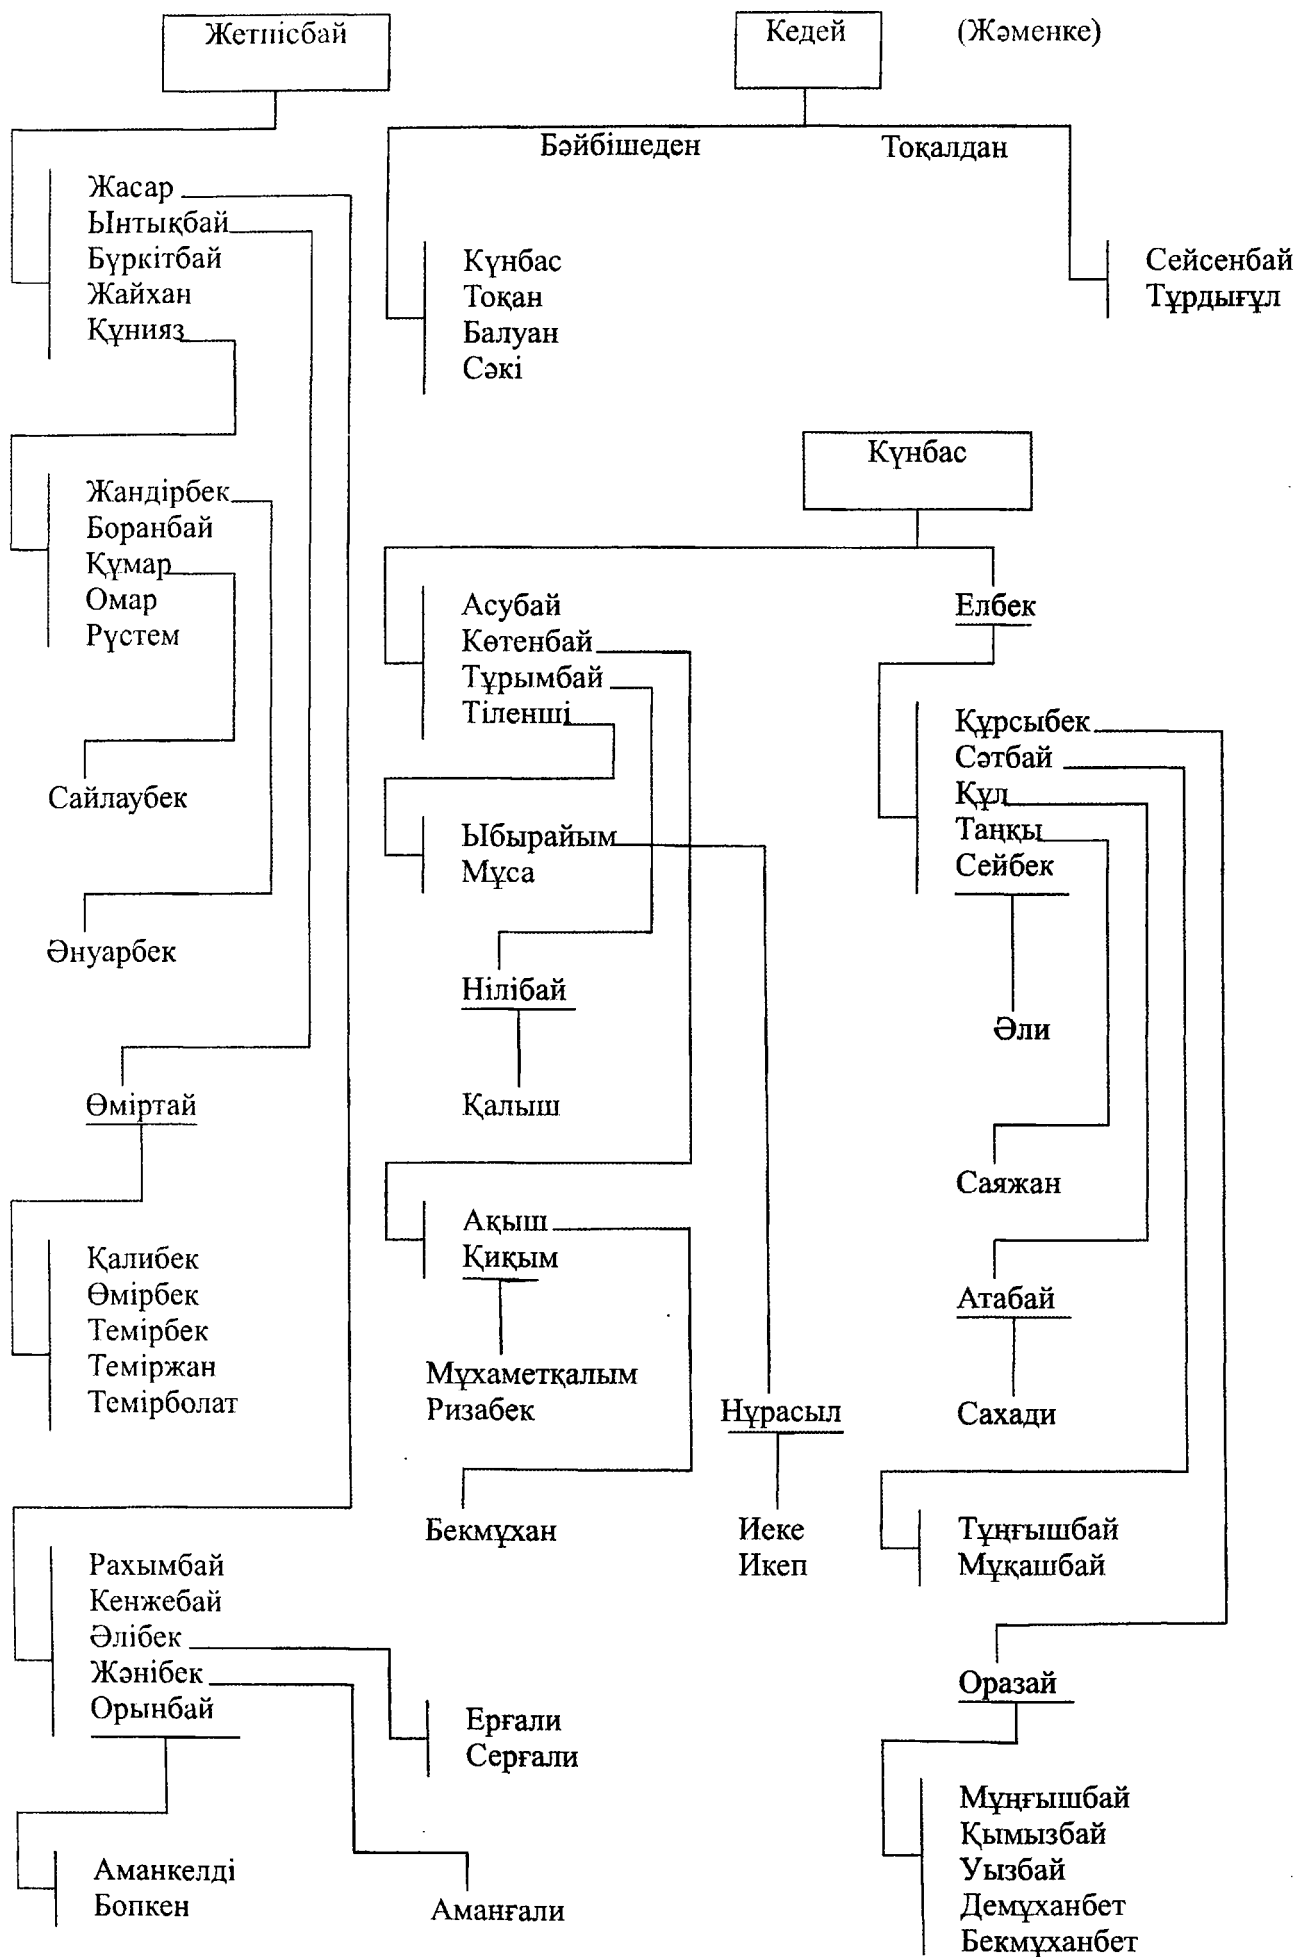 Жетпісбай
Жасар
Ынтықбай
Бүркітбай
Жайхан
Құнияз
Жандірбек
Боранбай
Құмар
Омар
Рүстем
Сайлаубек
Әнуарбек
Өміртай
Қалибек
Өмірбек
Темірбек
Теміржан
Темірболат
Рахымбай
Кенжебай
Әлібек
Жәнібек
Орынбай
Ерғали
Серғали
Аманкелді
Бопкен
Аманғали
Кедей (Жәменке)
Бәйбішеден Тоқалдан
Күнбас
Тоқан
Балуан
Сәкі
Сейсенбай
Тұрдығұл
Күнбас
Асубай
Көтенбай
Тұрымбай
Тіленші
Ыбырайым
Мұса
Нілібай
Қалыш
Ақыш
Қиқым
Мұхаметқалым
Ризабек
Бекмұхан
Нұрасыл
Иеке
Икеп
Елбек
Құрсыбек
Сәтбай
Құл
Таңқы
Сейбек
Әли
Саяжан
Атабай
Сахади
Тұңғышбай
Мұқашбай
Оразай
Мұңғышбай
Қымызбай
Уызбай
Демұханбет
Бекмұханбет